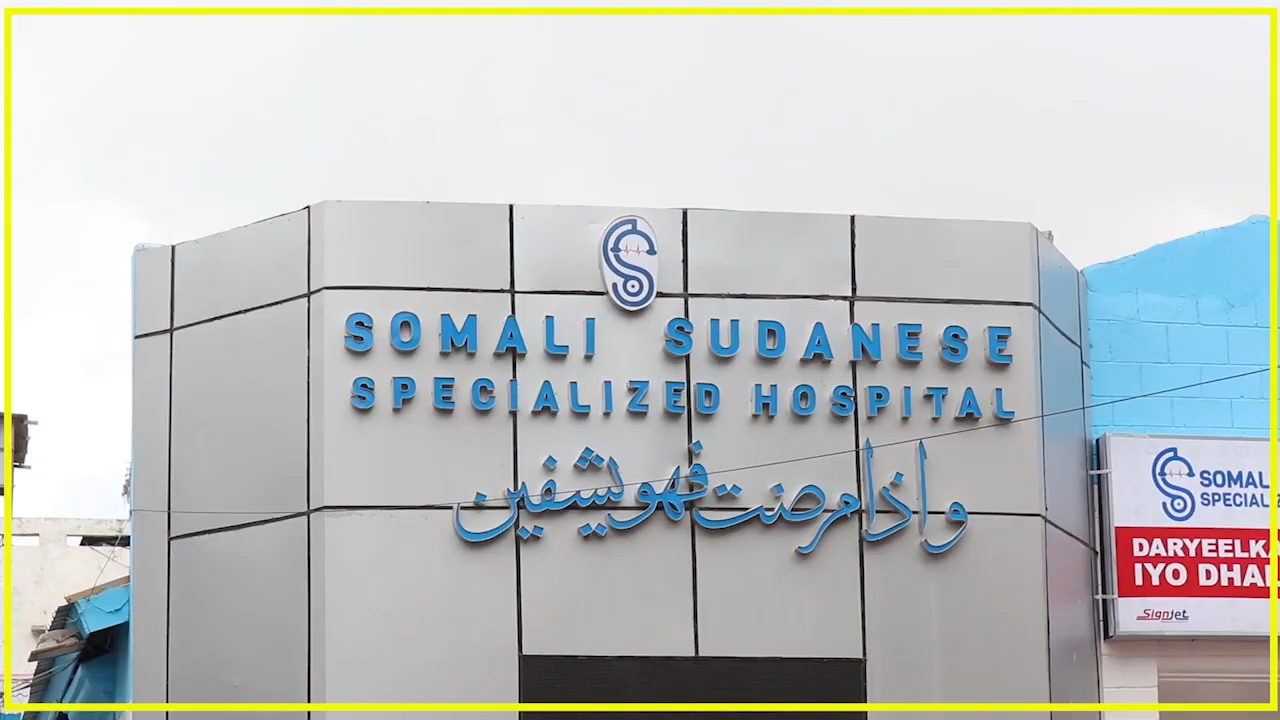 SOMALI SUDANESE
SPECIALIZED HOSPITAL
واذا مرضت فهو يشفين
SOMAL
SPECIAL
DARYEELKA
IYO DHA
Signjet